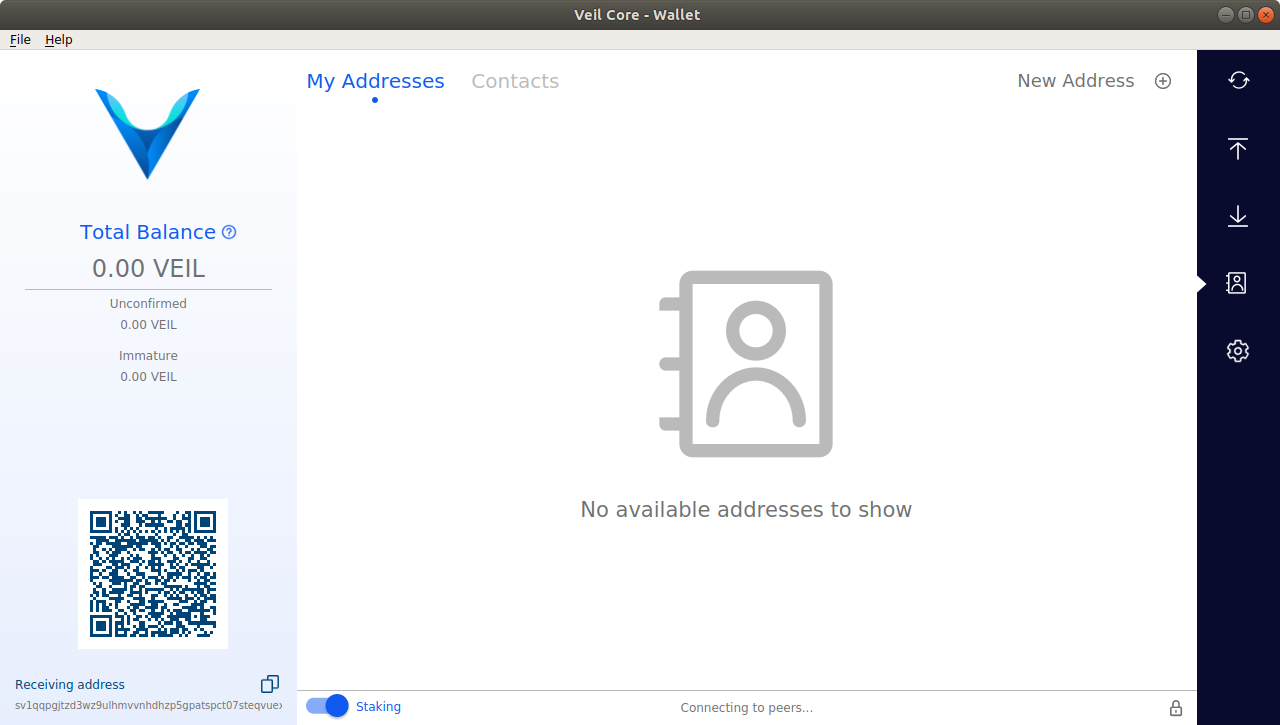 Veil Core - Wallet
File Help
My Addresses Contacts New Address
Total Balance
0.00 VEIL
Unconfirmed
0.00 VEIL
Immature
0.00 VEIL
No available addresses to show
Receiving address
sv1qqpgjtzd3wz9ulhmvvnhdhzp5gpatspct07steqvue
Staking
Connecting to peers...